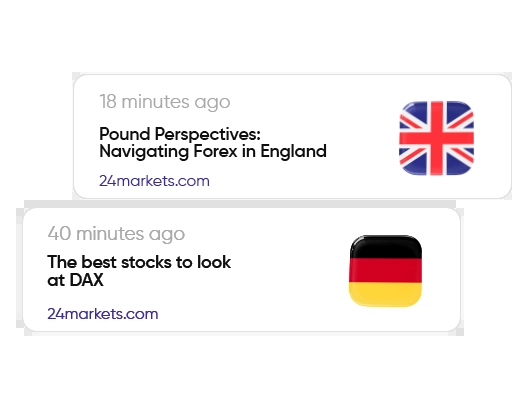 18 minutes ago
Pound Perspectives:
Navigating Forex in England
24markets.com
40 minutes ago
The best stocks to look
at DAX
24markets.com